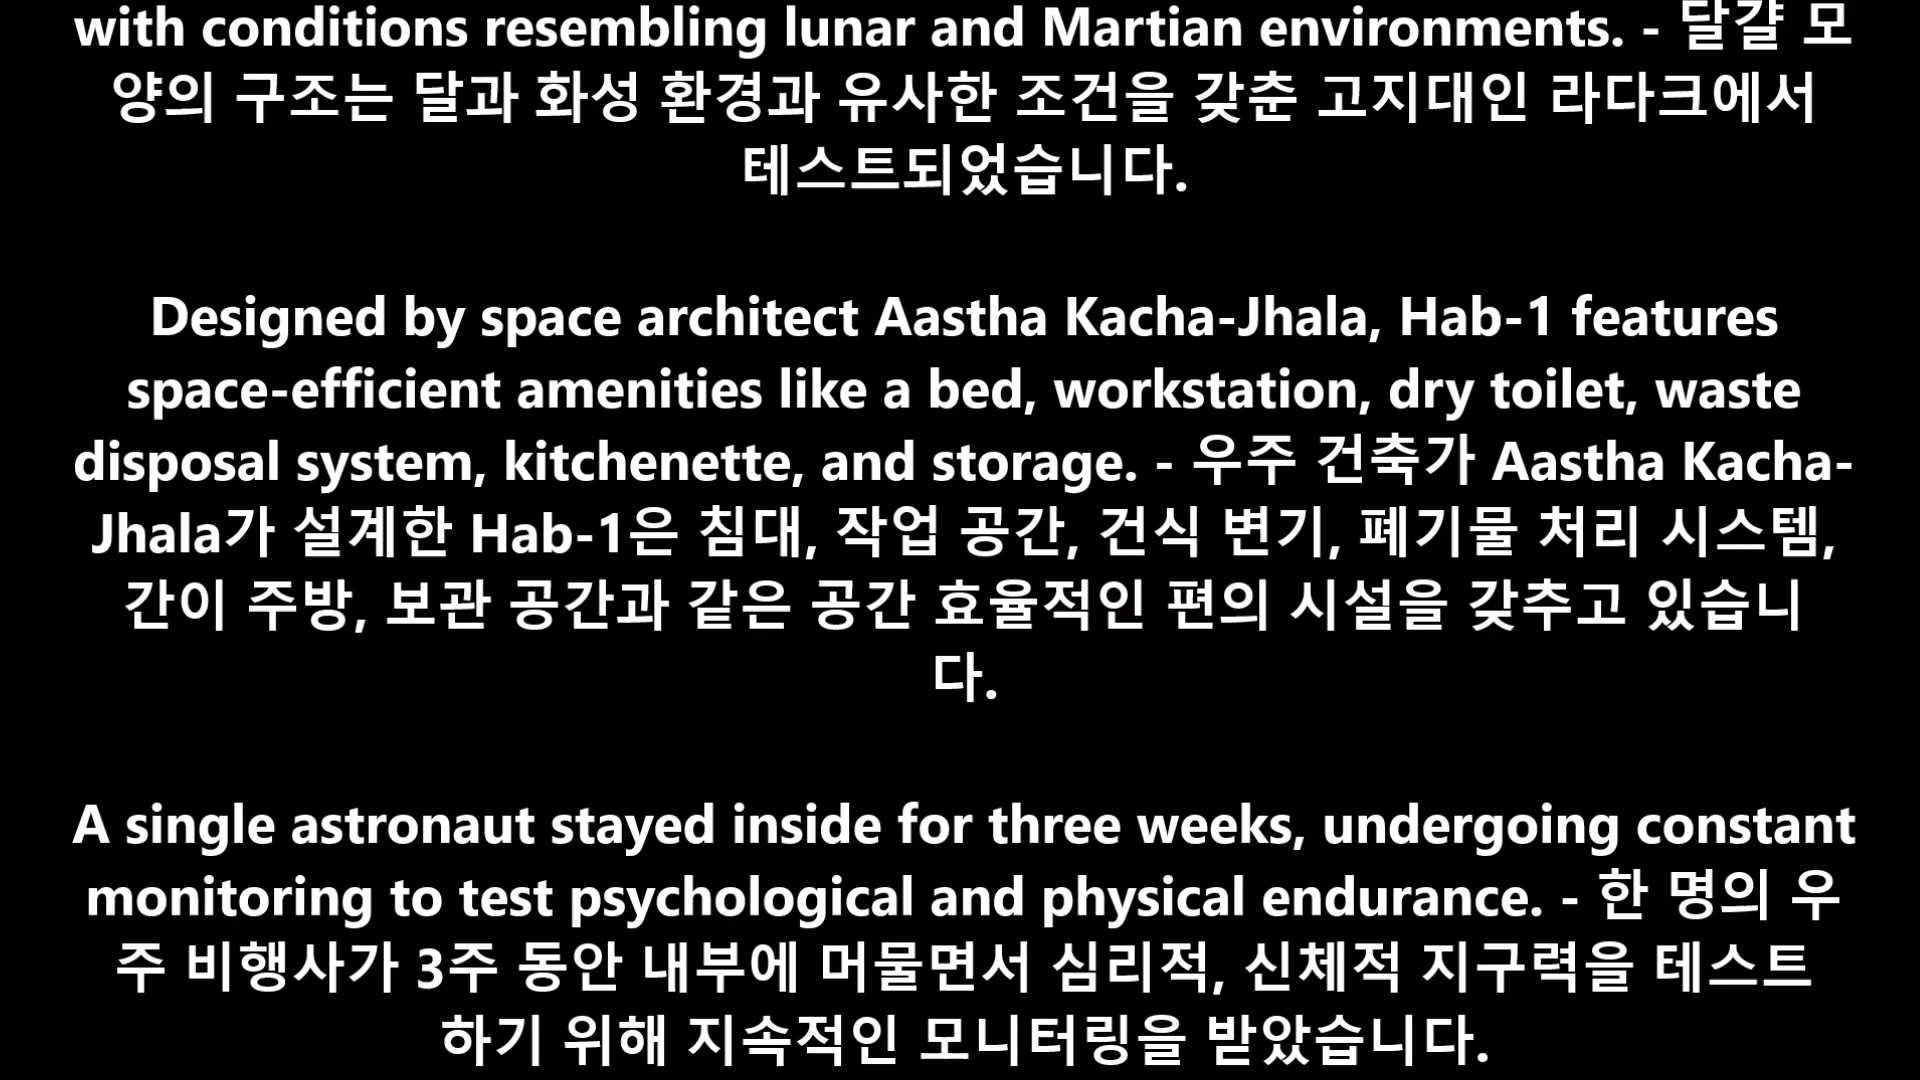 with conditions resembling lunar and Martian environments. - 달걀 모
양의 구조는 달과 화성 환경과 유사한 조건을 갖춘 고지대인 라다크에서
테스트되었습니다.
Designed by space architect Aastha Kacha-Jhala, Hab-1 features
space-efficient amenities like a bed, workstation, dry toilet, waste
disposal system, kitchenette, and storage. - 우주 건축가 Aastha Kacha-
Jhala가 설계한 Hab-1은 침대, 작업 공간, 건식 변기, 폐기물 처리 시스템,
간이 주방, 보관 공간과 같은 공간 효율적인 편의 시설을 갖추고 있습니
다.
A single astronaut stayed inside for three weeks, undergoing constant
monitoring to test psychological and physical endurance. - 한 명의 우
주 비행사가 3주 동안 내부에 머물면서 심리적, 신체적 지구력을 테스트
하기 위해 지속적인 모니터링을 받았습니다.